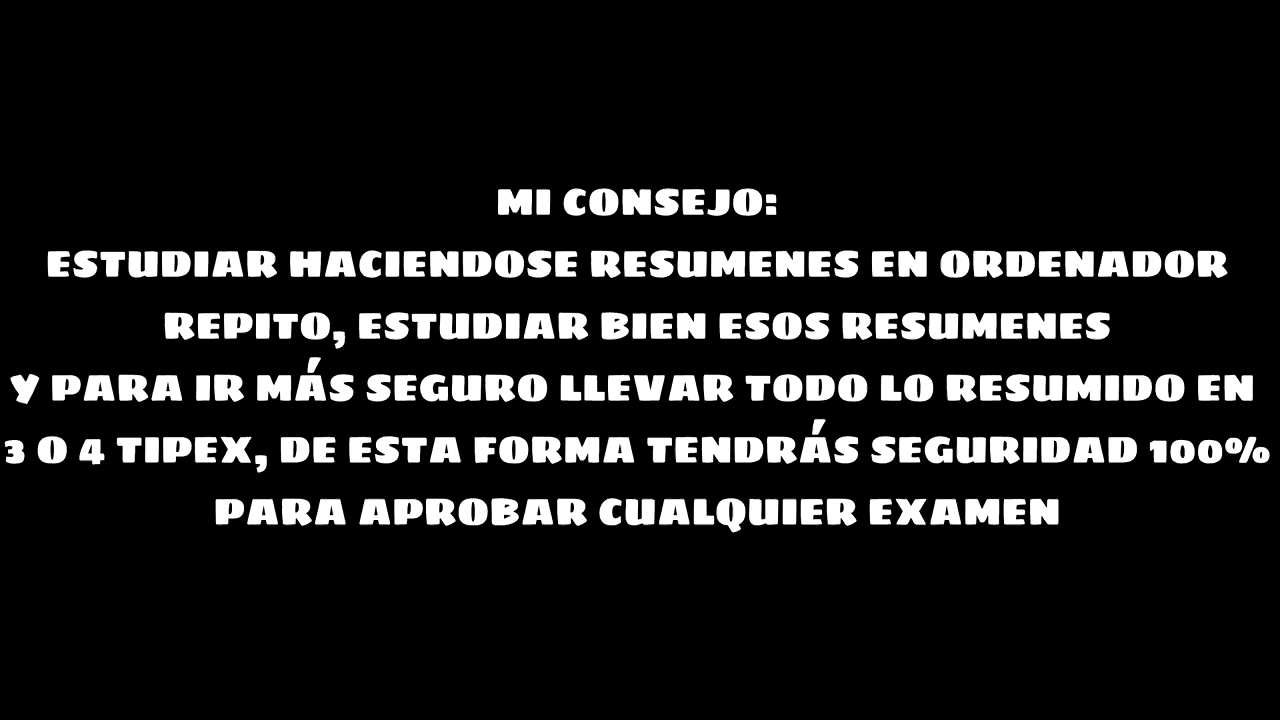 MI CONSEJO:
ESTUDIAR HACIENDOSE RESUMENES EN ORDENADOR
REPITO, ESTUDIAR BIEN ESOS RESUMENES
Y PARA IR MÁS SEGURO LLEVAR TODO LO RESUMIDO EN
3 O 4 TIPEX, DE ESTA FORMA TENDRÁS SEGURIDAD 100%
PARA APROBAR CUALQUIER EXAMEN